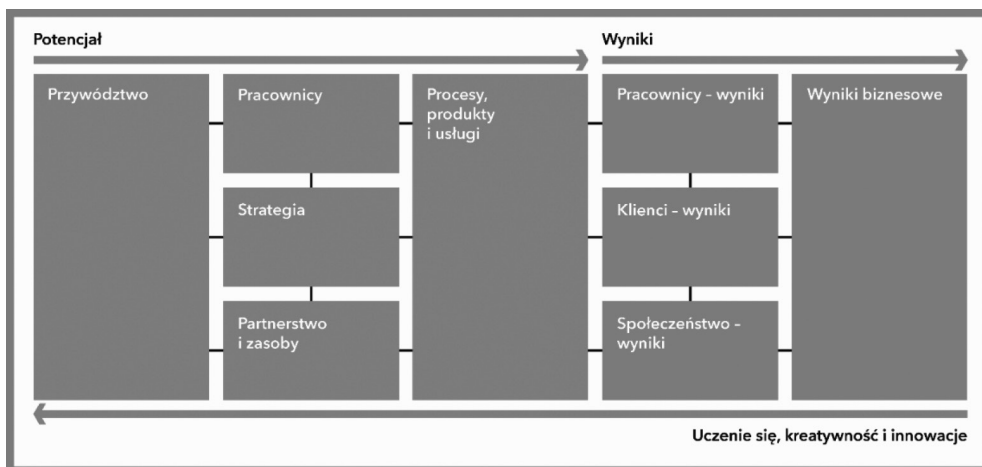 Potencjał
Wyniki
Przywództwo
Pracownicy
Procesy,
produkty
i usługi
Pracownicy – wyniki
Wyniki biznesowe
Strategia
Klienci – wyniki
Partnerstwo
i zasoby
Społeczeństwo –
wyniki
Uczenie się, kreatywność i innowacje